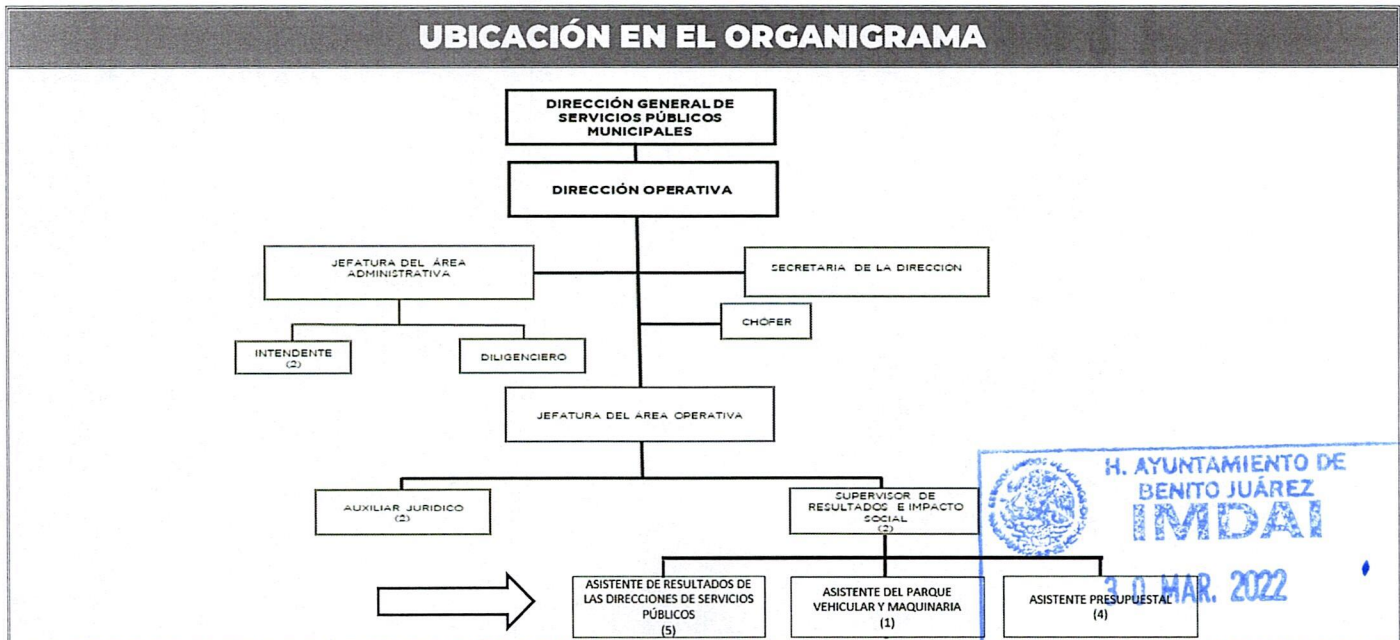 UBICACIÓN EN EL ORGANIGRAMA
DIRECCIÓN GENERAL DE
SERVICIOS PÚBLICOS
MUNICIPALES
DIRECCIÓN OPERATIVA
JEFATURA DEL ÁREA
ADMINISTRATIVA
SECRETARIA DE LA DIRECCION
CHOFER
INTENDENTE
(2)
DILIGENCIERO
JEFATURA DEL ÁREA OPERATIVA
AUXILIAR JURIDICO
(2)
SUPERVISOR DE
RESULTADOS E IMPACTO
SOCIAL
(2)
H. AYUNTAMIENTO DE
BENITO JUÁREZ
IMDAI
30 MAR. 2022
ASISTENTE DE RESULTADOS DE
LAS DIRECCIONES DE SERVICIOS
PÚBLICOS
(5)
ASISTENTE DEL PARQUE
VEHICULAR Y MAQUINARIA
(1)
ASISTENTE PRESUPUESTAL
(4)